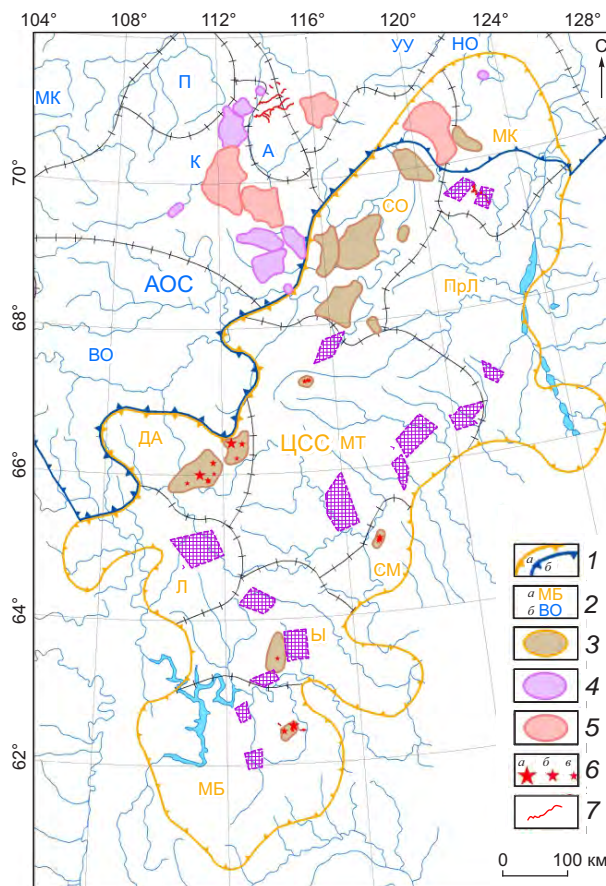 104° 108° 112° 116° 120° 124° 128°
УУ НО С
МК П
К А МК
70°
СО
АОС ПрЛ
68°
ВО
ДА ЦСС МТ
66°
СМ
Л
64°
Ы
62°
МБ
а б 1
а МБ 2
б ВО
3
4
5
а б в 6
7
0 100 км